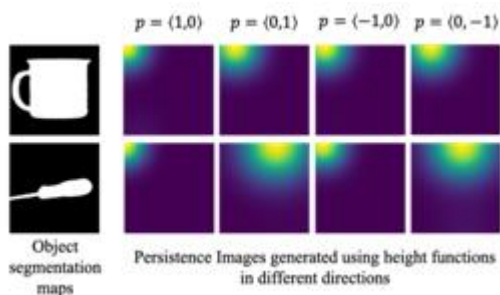 p = ⟨1,0⟩ p = ⟨0,1⟩ p = ⟨−1,0⟩ p = ⟨0, −1⟩
Object
segmentation
maps
Persistence Images generated using height functions
in different directions